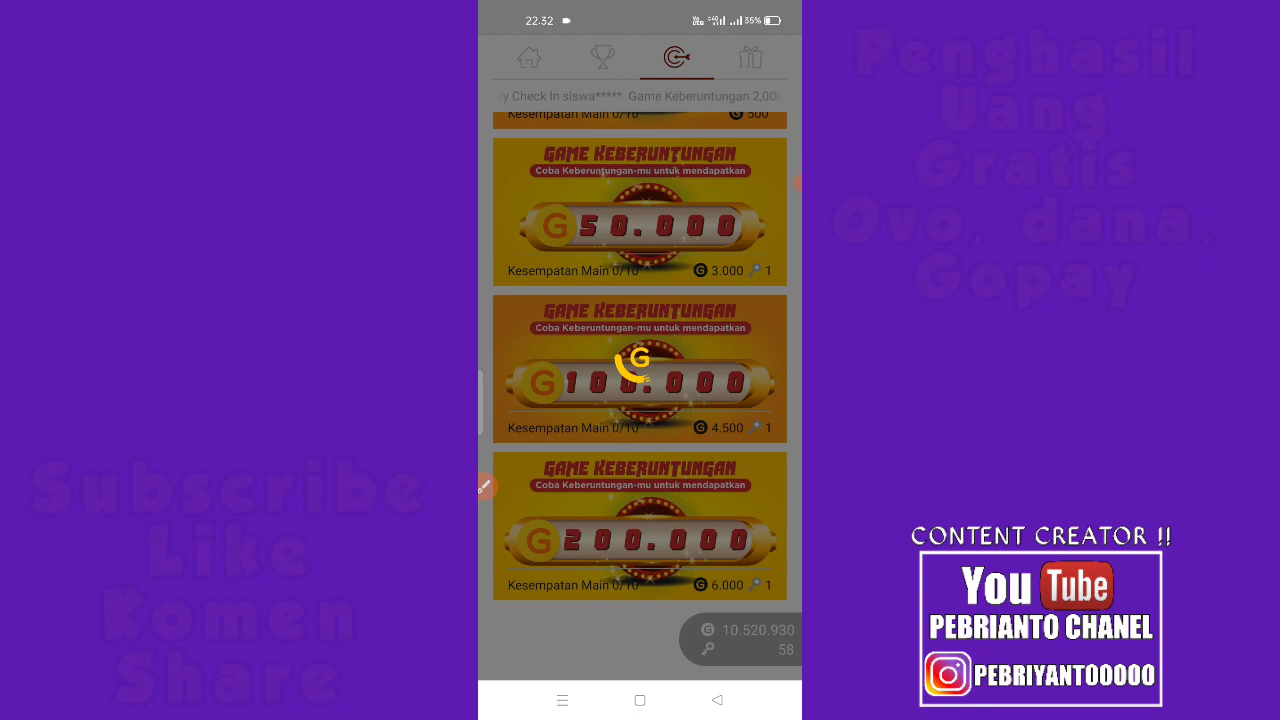 22.32
35%
ly Check In siswa***** Game Keberuntungan 2,000
Kesempatan Main 0/10 G 500
GAME KEBERUNTUNGAN
Coba Keberuntungan-mu untuk mendapatkan
G 50.000
Kesempatan Main 0/10 G 3.000 1
GAME KEBERUNTUNGAN
Coba Keberuntungan-mu untuk mendapatkan
G 100.000
G
Kesempatan Main 0/10 G 4.500 1
GAME KEBERUNTUNGAN
Coba Keberuntungan-mu untuk mendapatkan
G 200.000
Kesempatan Main 0/10 G 6.000 1
G 10.520.930
58
Penghasil
Uang
Gratis
Ovo, dana,
Gopay
Subscribe
Like
Komen
Share
CONTENT CREATOR !!
YouTube
PEBRIANTO CHANEL
PEBRIYANTO0000